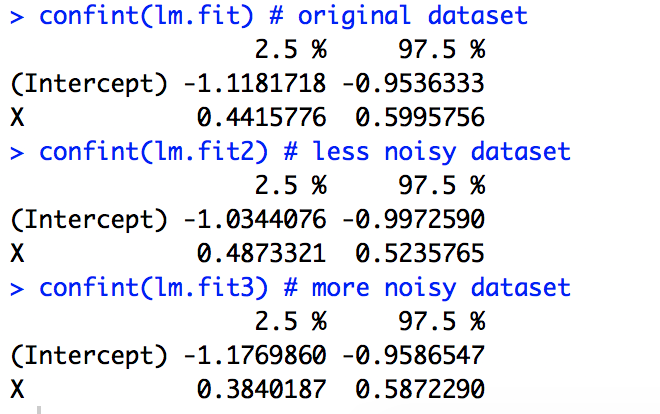 > confint(lm.fit) # original dataset
2.5 % 97.5 %
(Intercept) -1.1181718 -0.9536333
X 0.4415776 0.5995756
> confint(lm.fit2) # less noisy dataset
2.5 % 97.5 %
(Intercept) -1.0344076 -0.9972590
X 0.4873321 0.5235765
> confint(lm.fit3) # more noisy dataset
2.5 % 97.5 %
(Intercept) -1.1769860 -0.9586547
X 0.3840187 0.5872290